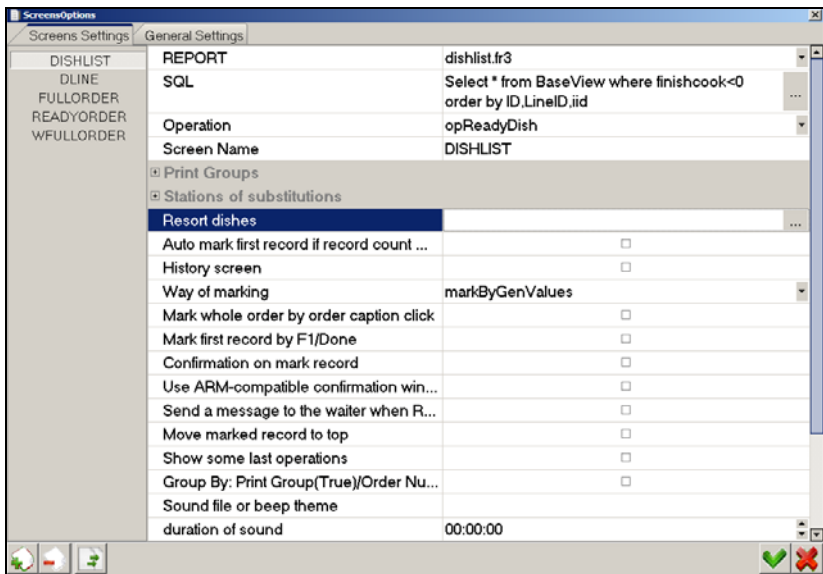 ScreensOptions
Screens Settings General Settings
DISHLIST
DLINE
FULLORDER
READYORDER
WFULLORDER
REPORT dishlist.fr3
SQL Select * from BaseView where finishcook<0
order by ID,LineID,iid
...
Operation opReadyDish
Screen Name DISHLIST
Print Groups
Stations of substitutions
Resort dishes ...
Auto mark first record if record count ...
History screen
Way of marking markByGenValues
Mark whole order by order caption click
Mark first record by F1/Done
Confirmation on mark record
Use ARM-compatible confirmation win...
Send a message to the waiter when R...
Move marked record to top
Show some last operations
Group By: Print Group(True)/Order Nu...
Sound file or beep theme
duration of sound 00:00:00